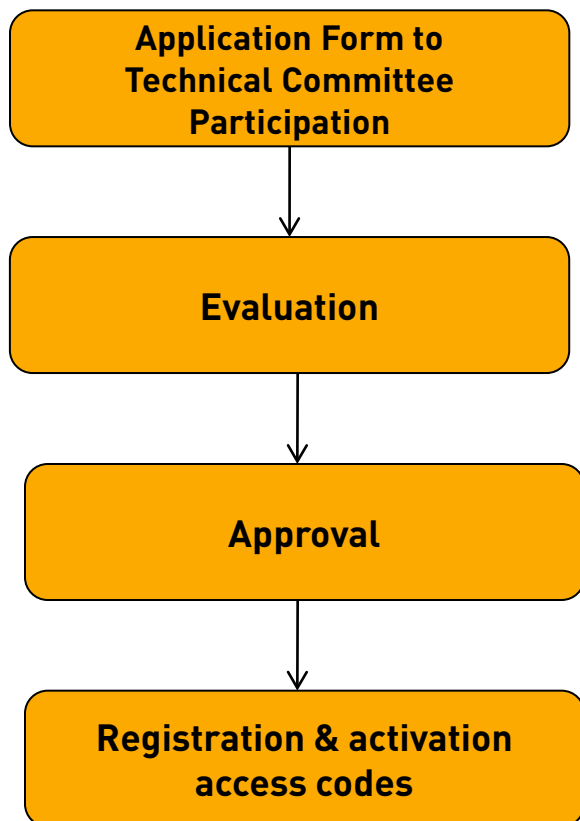 Application Form to
Technical Committee
Participation
Evaluation
Approval
Registration & activation
access codes